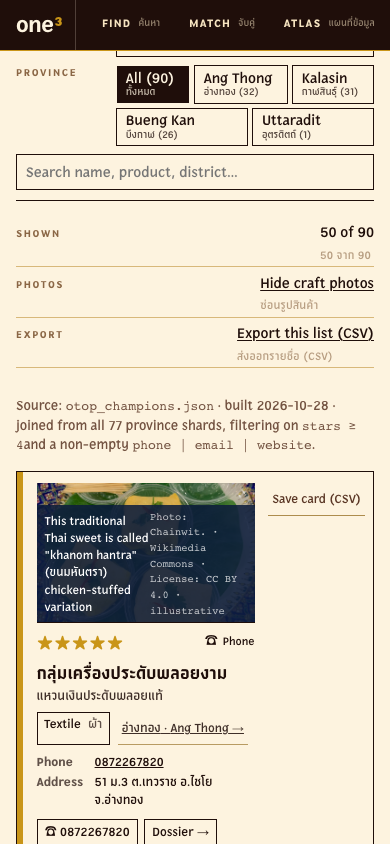 one³ FIND ค้นหา MATCH จับคู่ ATLAS แผนที่ข้อมูล
PROVINCE
All (90)
ทั้งหมด
Ang Thong
อ่างทอง (32)
Kalasin
กาฬสินธุ์ (31)
Bueng Kan
บึงกาฬ (26)
Uttaradit
อุตรดิตถ์ (1)
Search name, product, district...
SHOWN 50 of 90
50 จาก 90
PHOTOS Hide craft photos
ซ่อนรูปสินค้า
EXPORT Export this list (CSV)
ส่งออกรายชื่อ (CSV)
Source: otop_champions.json · built 2026-10-28 ·
joined from all 77 province shards, filtering on stars ≥
4and a non-empty phone | email | website.
This traditional
Thai sweet is called
"khanom hantra"
(ขนมหันตรา)
chicken-stuffed
variation
Photo:
Chainwit. ·
Wikimedia
Commons ·
License: CC BY
4.0 ·
illustrative
Save card (CSV)
★★★★★ ☎ Phone
กลุ่มเครื่องประดับพลอยงาม
แหวนเงินประดับพลอยแท้
Textile ผ้า อ่างทอง · Ang Thong →
Phone 0872267820
Address 51 ม.3 ต.เทวราช อ.ไชโย
จ.อ่างทอง
☎ 0872267820 Dossier →